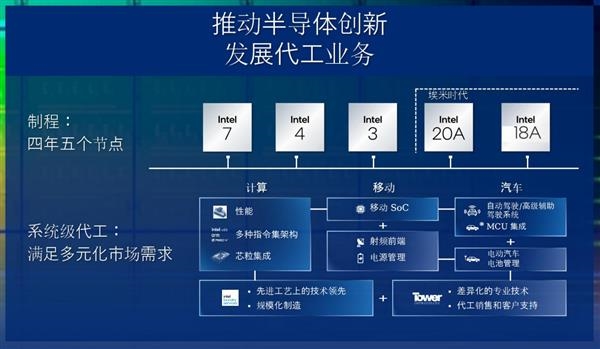 推动半导体创新
发展代工业务
制程：
四年五个节点
埃米时代
Intel
7
Intel
4
Intel
3
Intel
20A
Intel
18A
系统级代工：
满足多元化市场需求
计算
性能
多种指令集架构
芯粒集成
移动
移动 SoC
射频前端
电源管理
汽车
自动驾驶/高级辅助
驾驶系统
MCU 集成
电动汽车
电池管理
intel
foundry
services
• 先进工艺上的技术领先
• 规模化制造
+
Tower
• 差异化的专业技术
• 代工销售和客户支持